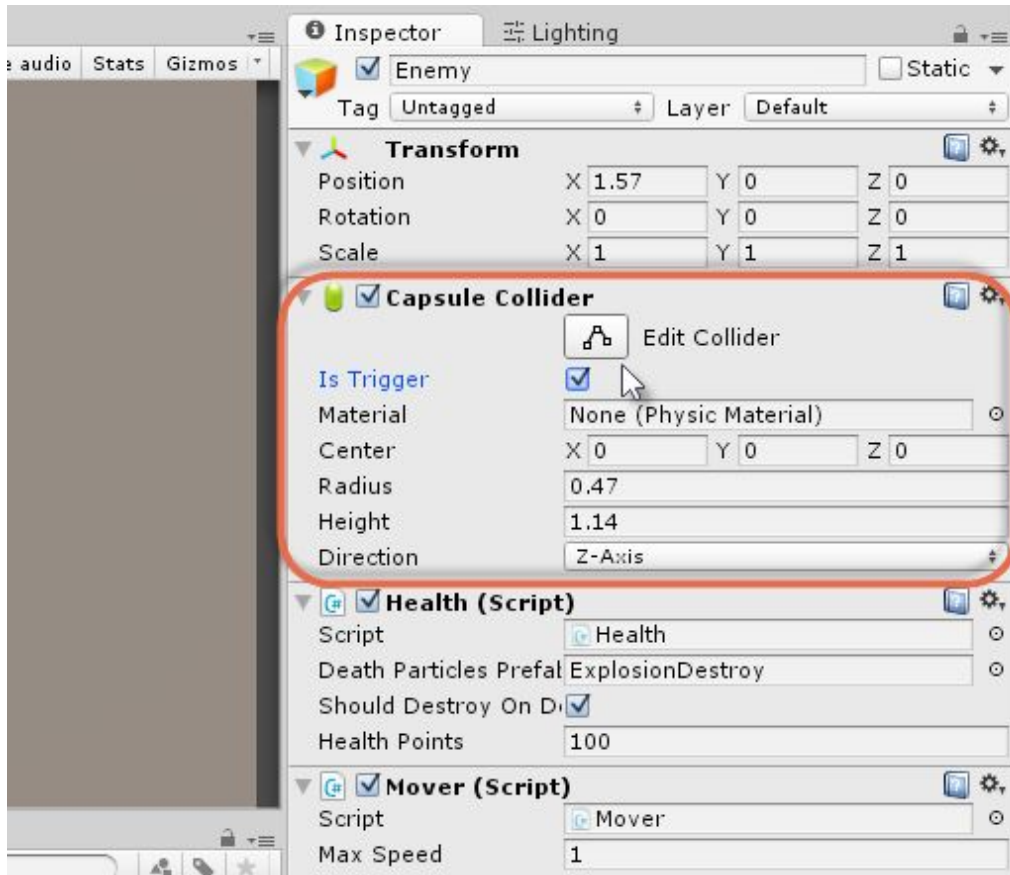 Inspector Lighting
e audio Stats Gizmos
Enemy Static
Tag Untagged Layer Default
Transform
Position X 1.57 Y 0 Z 0
Rotation X 0 Y 0 Z 0
Scale X 1 Y 1 Z 1
Capsule Collider
Edit Collider
Is Trigger
Material None (Physic Material)
Center X 0 Y 0 Z 0
Radius 0.47
Height 1.14
Direction Z-Axis
Health (Script)
Script Health
Death Particles Prefab ExplosionDestroy
Should Destroy On D
Health Points 100
Mover (Script)
Script Mover
Max Speed 1